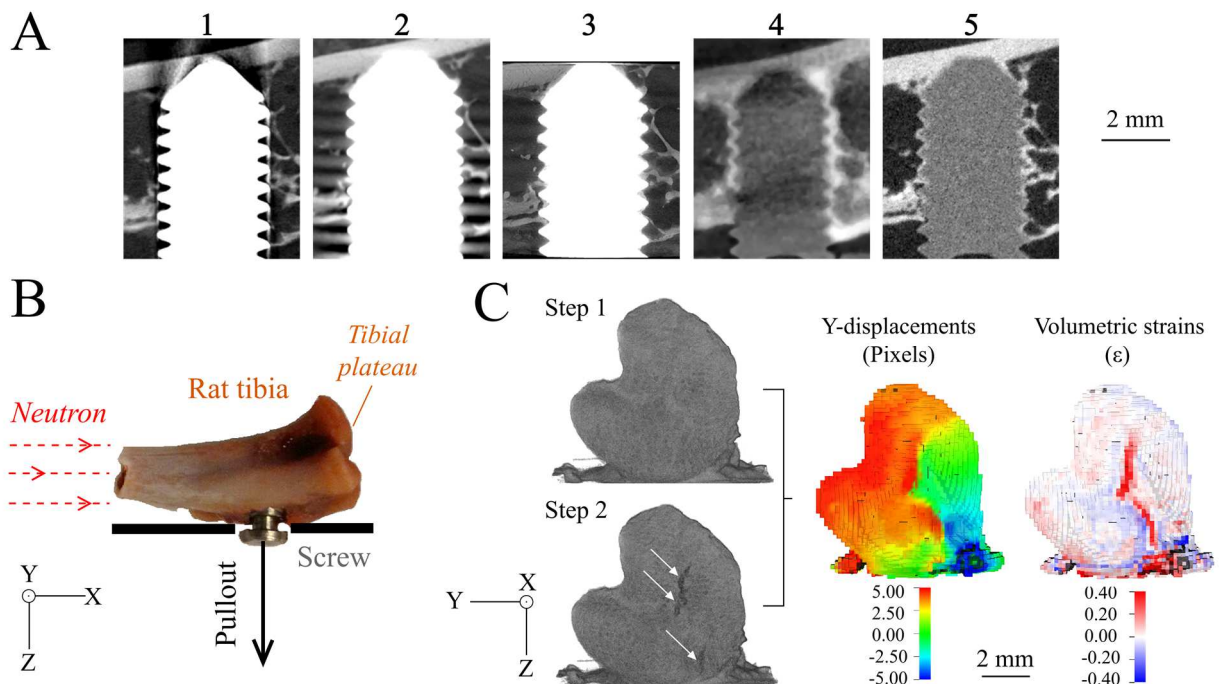 A
1 2 3 4 5
2 mm
B
Neutron
Rat tibia
Tibial
plateau
Screw
Pullout
Y
X
Z
C
Step 1
Step 2
Y
X
Z
Y-displacements
(Pixels)
5.00
2.50
0.00
-2.50
-5.00
2 mm
Volumetric strains
(ε)
0.40
0.20
0.00
-0.20
-0.40